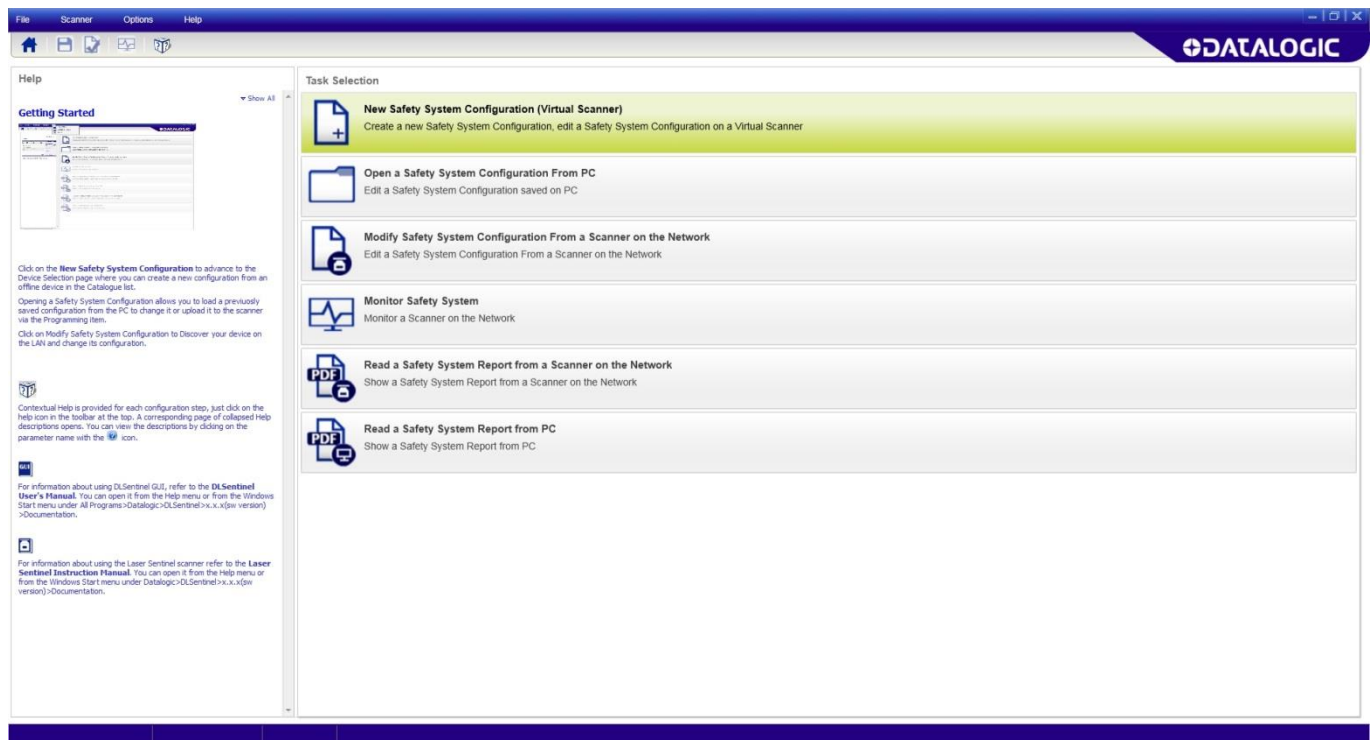 File Scanner Options Help
DATALOGIC
Help
Show All
Getting Started
Click on the New Safety System Configuration to advance to the
Device Selection page where you can create a new configuration from an
offline device in the Catalogue list.
Opening a Safety System Configuration allows you to load a previuosly
saved configuration from the PC to change it or upload it to the scanner
via the Programming item.
Click on Modify Safety System Configuration to Discover your device on
the LAN and change its configuration.
Contextual Help is provided for each configuration step, just click on the
help icon in the toolbar at the top. A corresponding page of collapsed Help
descriptions opens. You can view the descriptions by clicking on the
parameter name with the icon.
GUI
For information about using DLSentinel GUI, refer to the DLSentinel
User's Manual. You can open it from the Help menu or from the Windows
Start menu under All Programs>Datalogic>DLSentinel>x.x.x(sw version)
>Documentation.
For information about using the Laser Sentinel scanner refer to the Laser
Sentinel Instruction Manual. You can open it from the Help menu or
from the Windows Start menu under Datalogic>DLSentinel>x.x.x(sw
version)>Documentation.
Task Selection
New Safety System Configuration (Virtual Scanner)
Create a new Safety System Configuration, edit a Safety System Configuration on a Virtual Scanner
Open a Safety System Configuration From PC
Edit a Safety System Configuration saved on PC
Modify Safety System Configuration From a Scanner on the Network
Edit a Safety System Configuration From a Scanner on the Network
Monitor Safety System
Monitor a Scanner on the Network
PDF
Read a Safety System Report from a Scanner on the Network
Show a Safety System Report from a Scanner on the Network
PDF
Read a Safety System Report from PC
Show a Safety System Report from PC